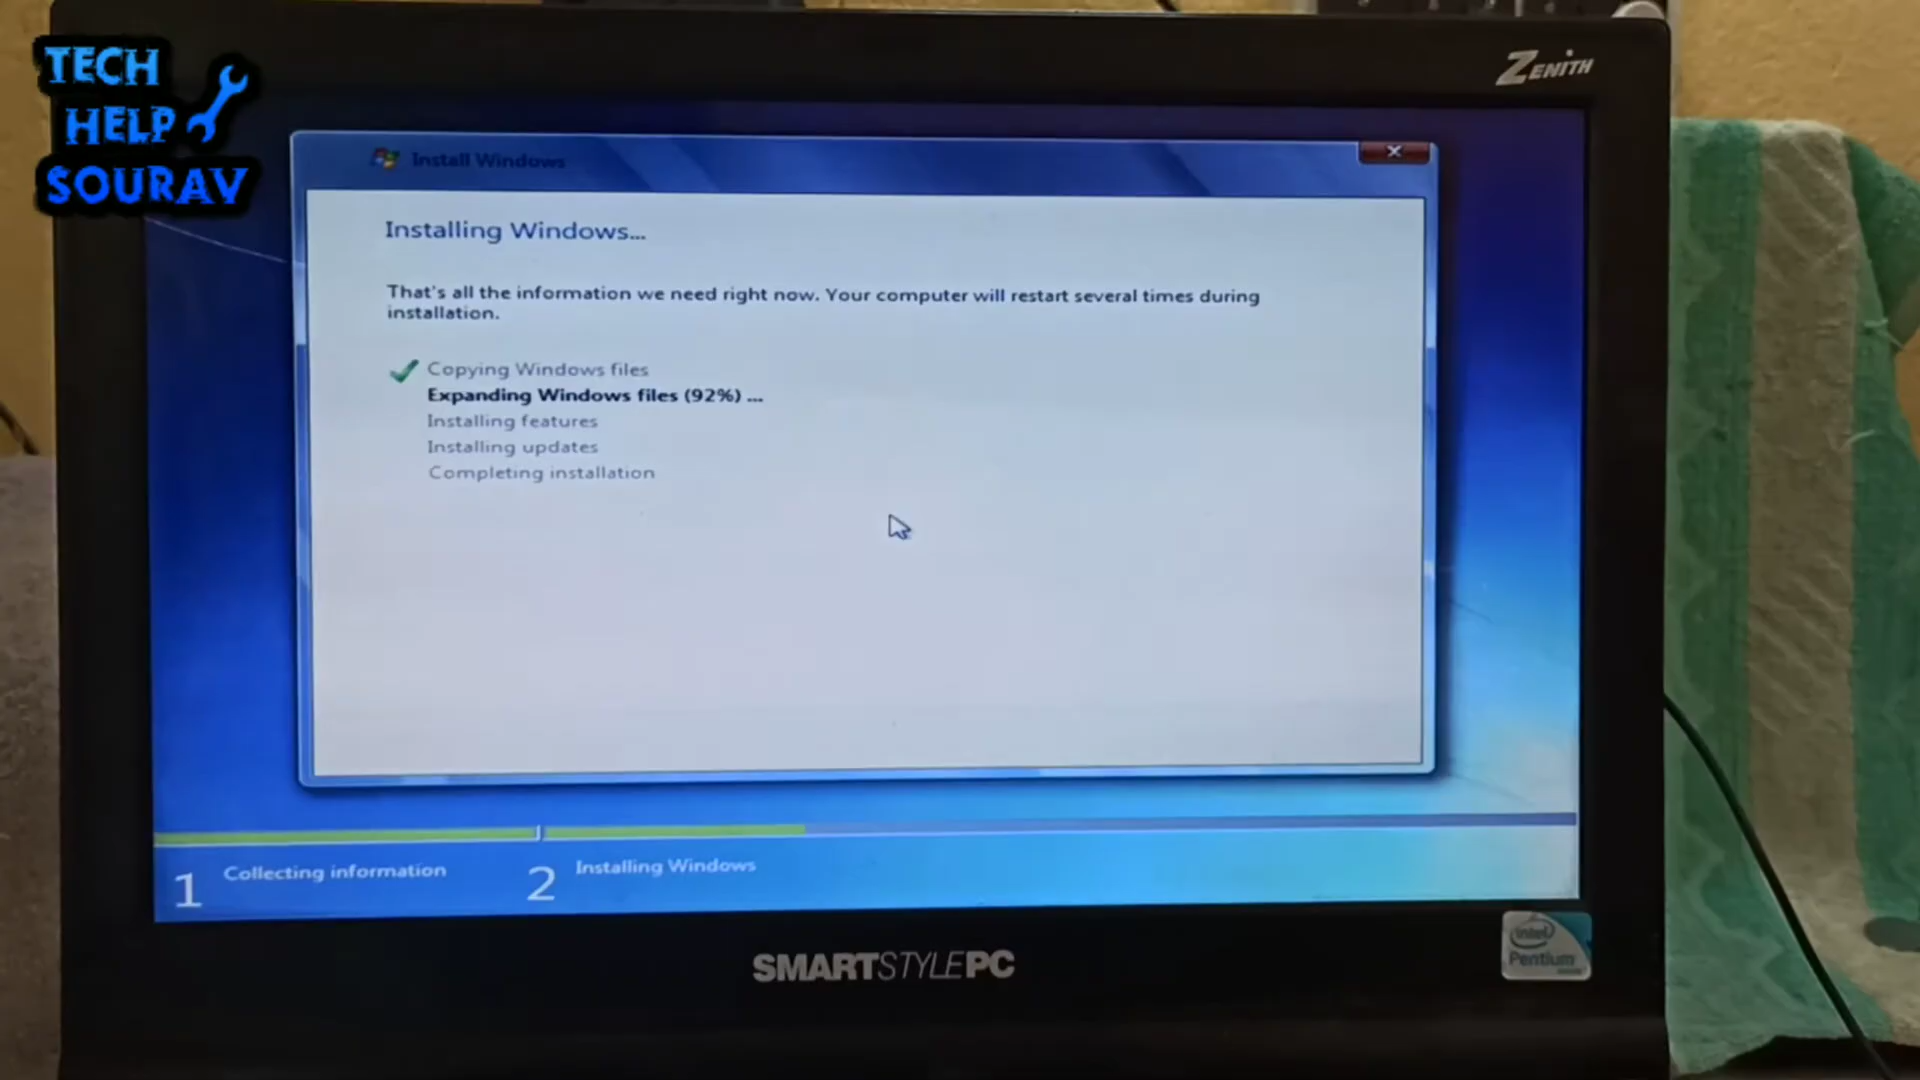 TECH
HELP
SOURAV
ZENITH
Install Windows
Installing Windows...
That's all the information we need right now. Your computer will restart several times during
installation.
Copying Windows files
Expanding Windows files (92%) ...
Installing features
Installing updates
Completing installation
1 Collecting information
2 Installing Windows
SMARTSTYLEPC
intel
Pentium